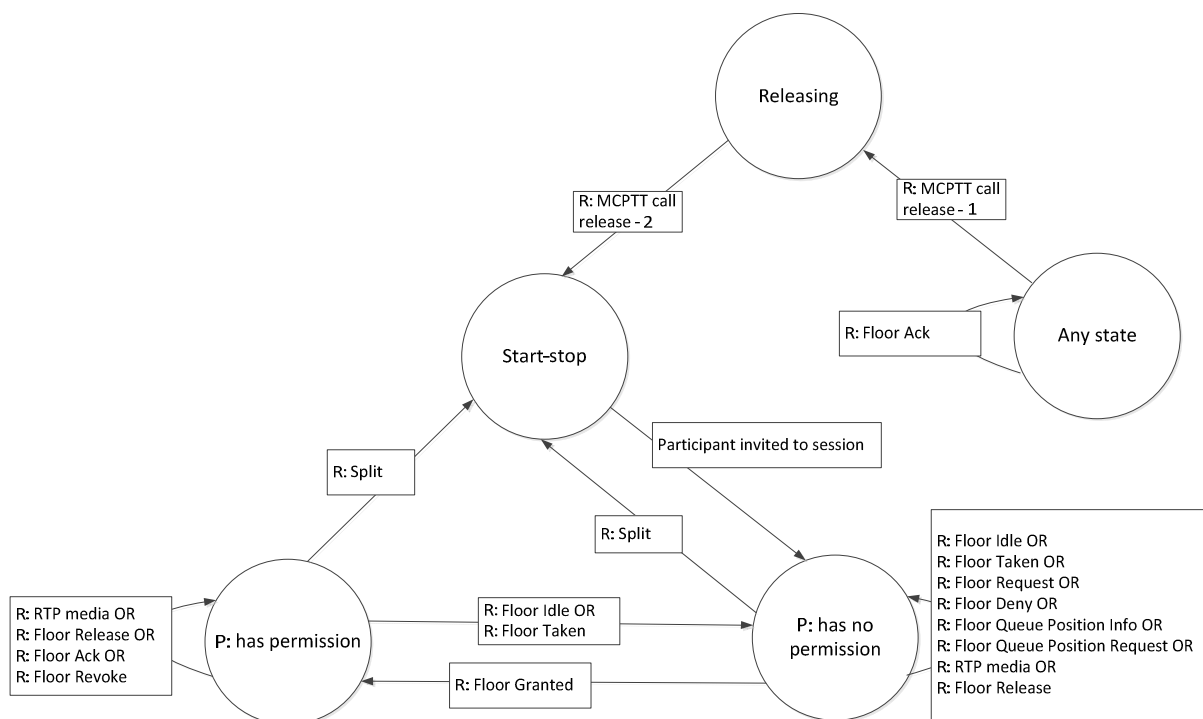 Releasing
R: MCPTT call
release - 2
R: MCPTT call
release - 1
R: Floor Ack
Any state
Start-stop
Participant invited to session
R: Split
R: Split
R: Floor Idle OR
R: Floor Taken OR
R: Floor Request OR
R: Floor Deny OR
R: Floor Queue Position Info OR
R: Floor Queue Position Request OR
R: RTP media OR
R: Floor Release
R: RTP media OR
R: Floor Release OR
R: Floor Ack OR
R: Floor Revoke
P: has permission
R: Floor Idle OR
R: Floor Taken
P: has no
permission
R: Floor Granted